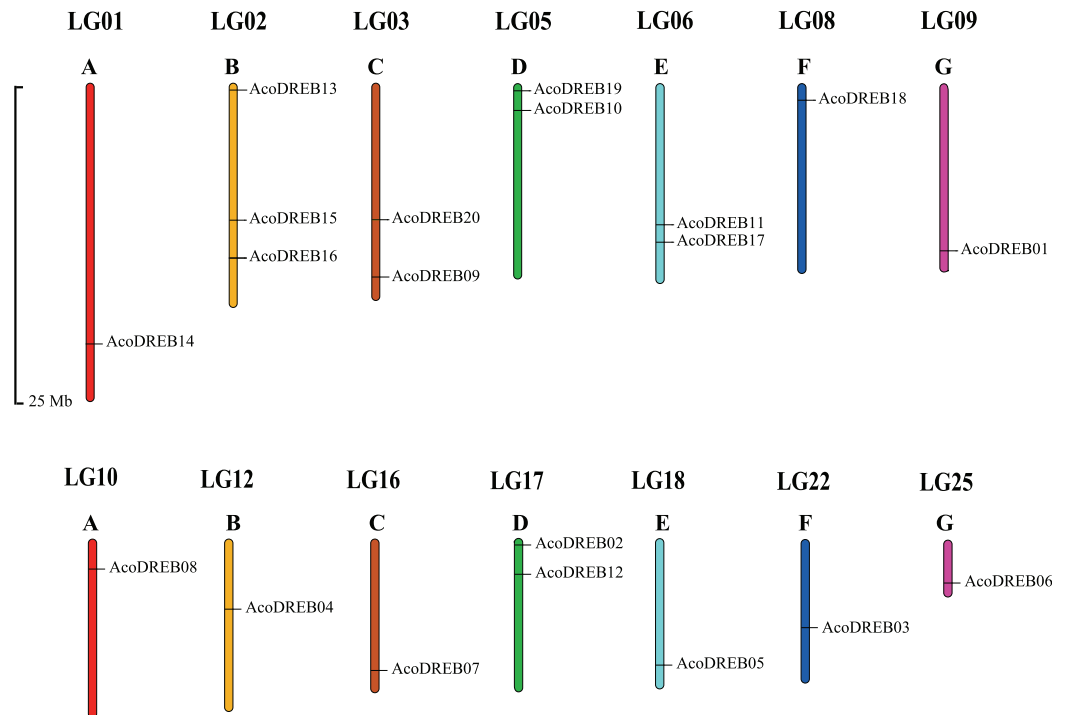 LG01 LG02 LG03 LG05 LG06 LG08 LG09
A B C D E F G
AcoDREB13 AcoDREB19
AcoDREB10 AcoDREB18
AcoDREB15 AcoDREB20 AcoDREB11
AcoDREB17
AcoDREB16 AcoDREB01
AcoDREB09
AcoDREB14
25 Mb
LG10 LG12 LG16 LG17 LG18 LG22 LG25
A B C D E F G
AcoDREB02
AcoDREB08 AcoDREB12
AcoDREB06
AcoDREB04
AcoDREB03
AcoDREB07 AcoDREB05